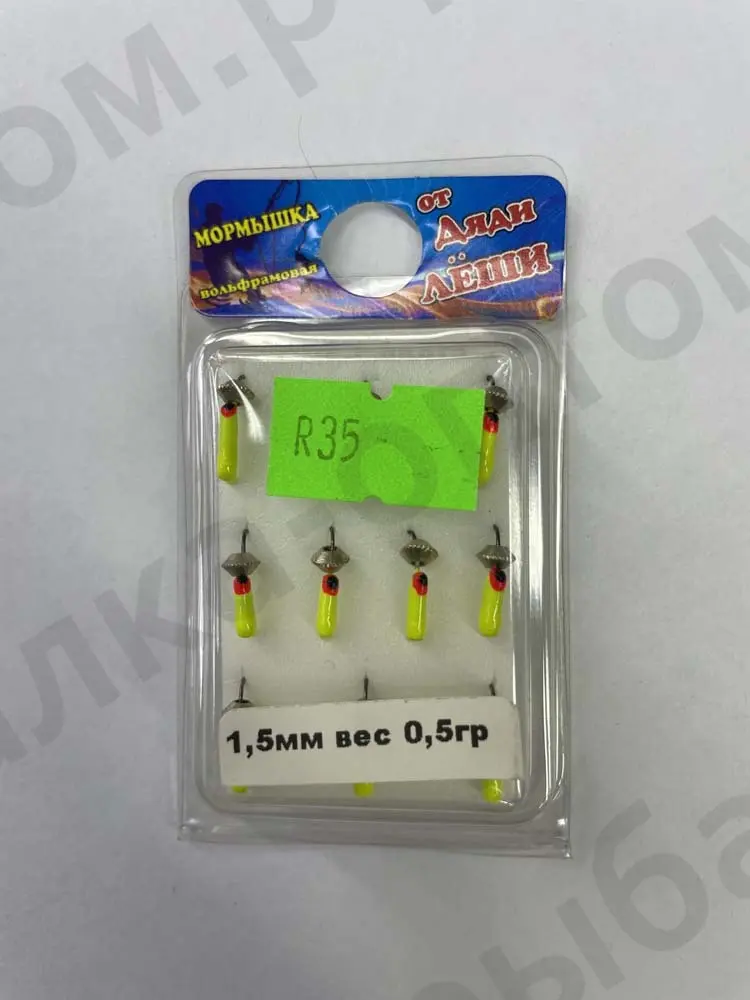 МОРМЫШКА
вольфрамовая
от
ДЯДИ
ЛЁШИ
R35
1,5мм вес 0,5гр